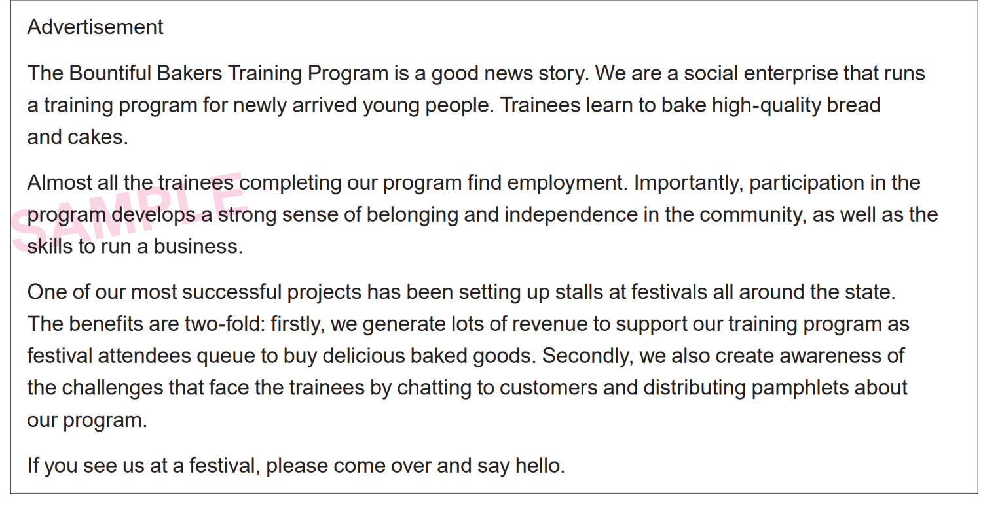 Advertisement
The Bountiful Bakers Training Program is a good news story. We are a social enterprise that runs
a training program for newly arrived young people. Trainees learn to bake high-quality bread
and cakes.
Almost all the trainees completing our program find employment. Importantly, participation in the
program develops a strong sense of belonging and independence in the community, as well as the
skills to run a business.
SAMPLE
One of our most successful projects has been setting up stalls at festivals all around the state.
The benefits are two-fold: firstly, we generate lots of revenue to support our training program as
festival attendees queue to buy delicious baked goods. Secondly, we also create awareness of
the challenges that face the trainees by chatting to customers and distributing pamphlets about
our program.
If you see us at a festival, please come over and say hello.